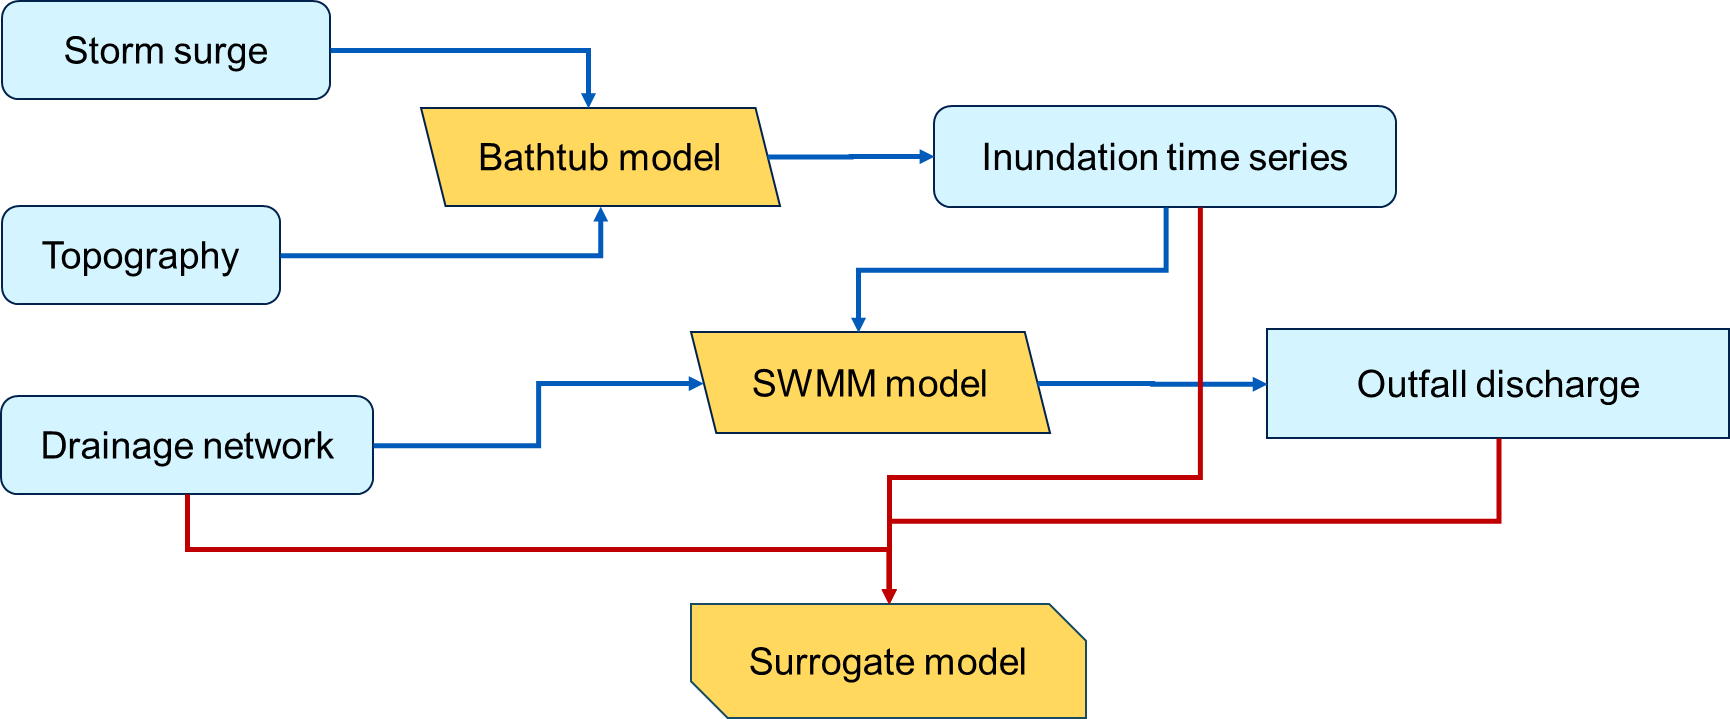 Storm surge
Bathtub model
Inundation time series
Topography
SWMM model
Outfall discharge
Drainage network
Surrogate model